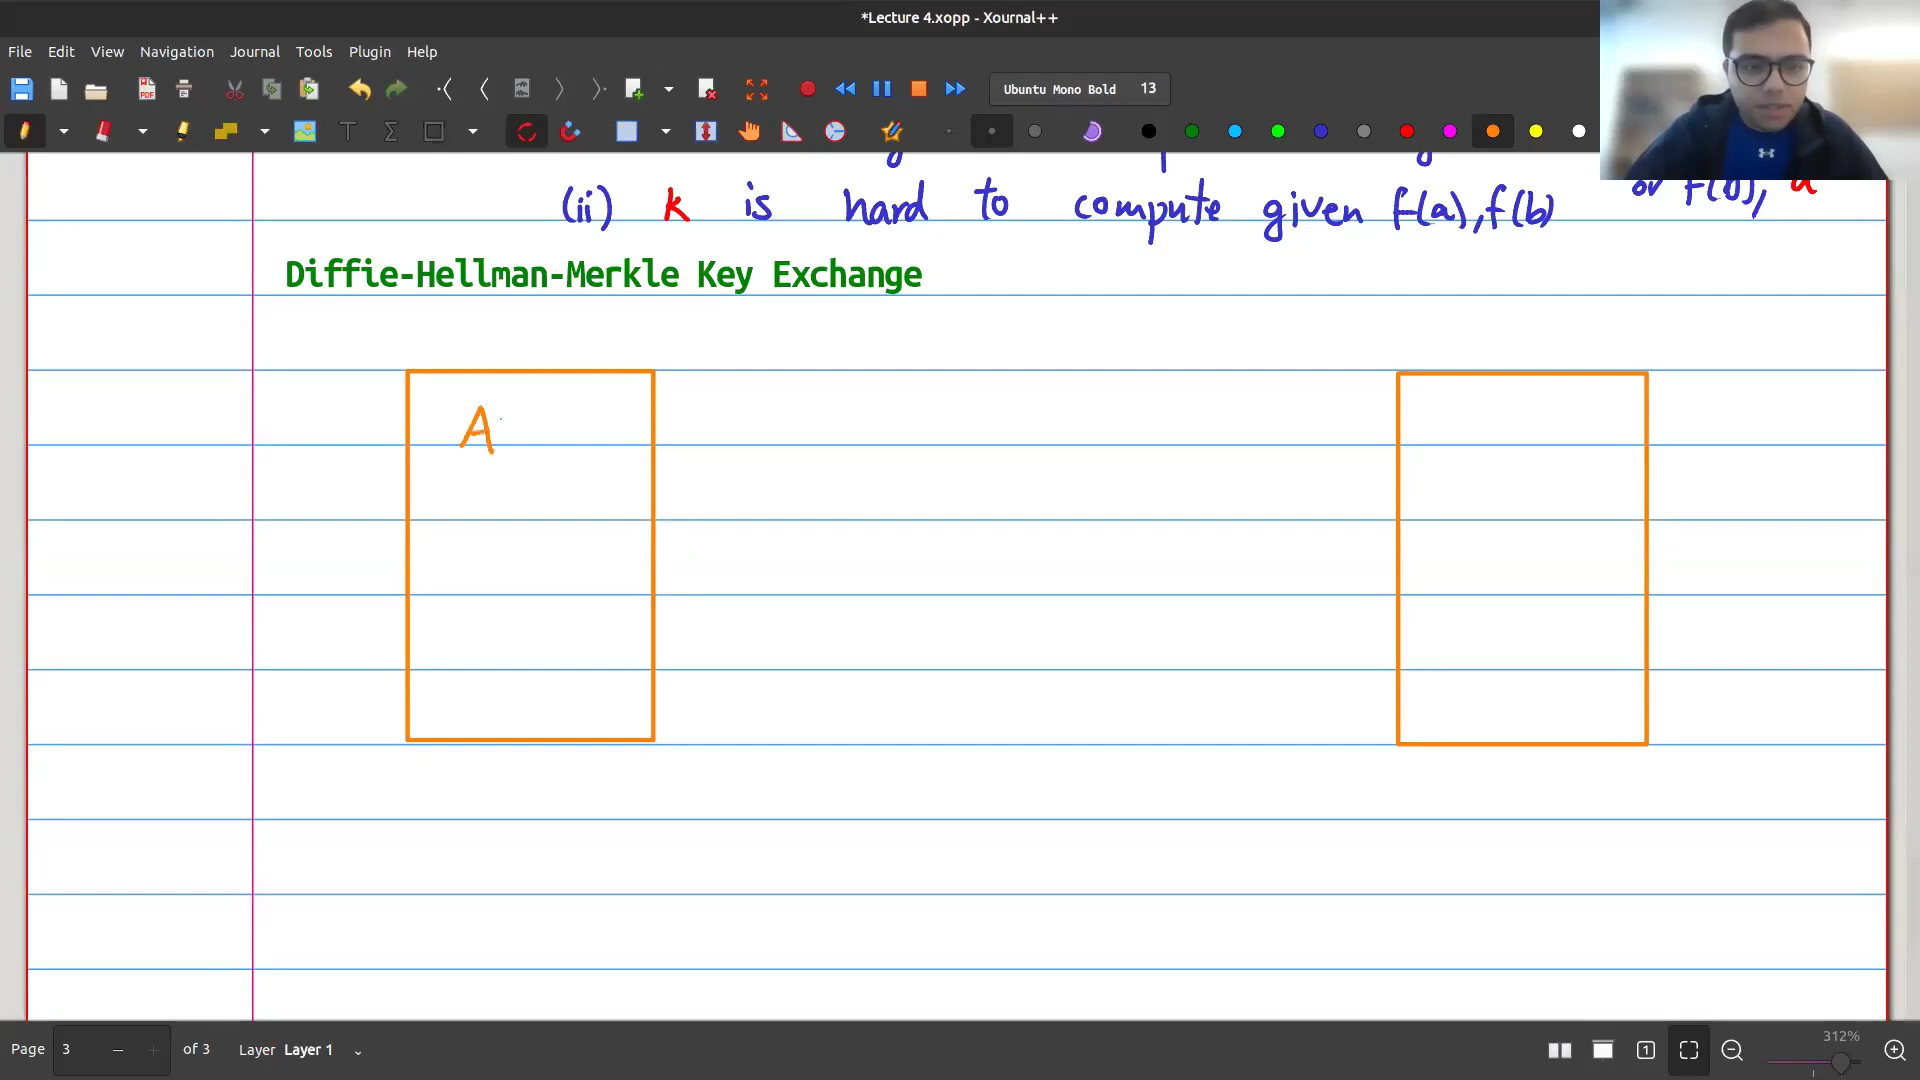 *Lecture 4.xopp - Xournal++
File Edit View Navigation Journal Tools Plugin Help
Ubuntu Mono Bold 13
or f(b), a
(ii) k is hard to compute given f(a), f(b)
Diffie-Hellman-Merkle Key Exchange
A
312%
Page 3 of 3 Layer Layer 1